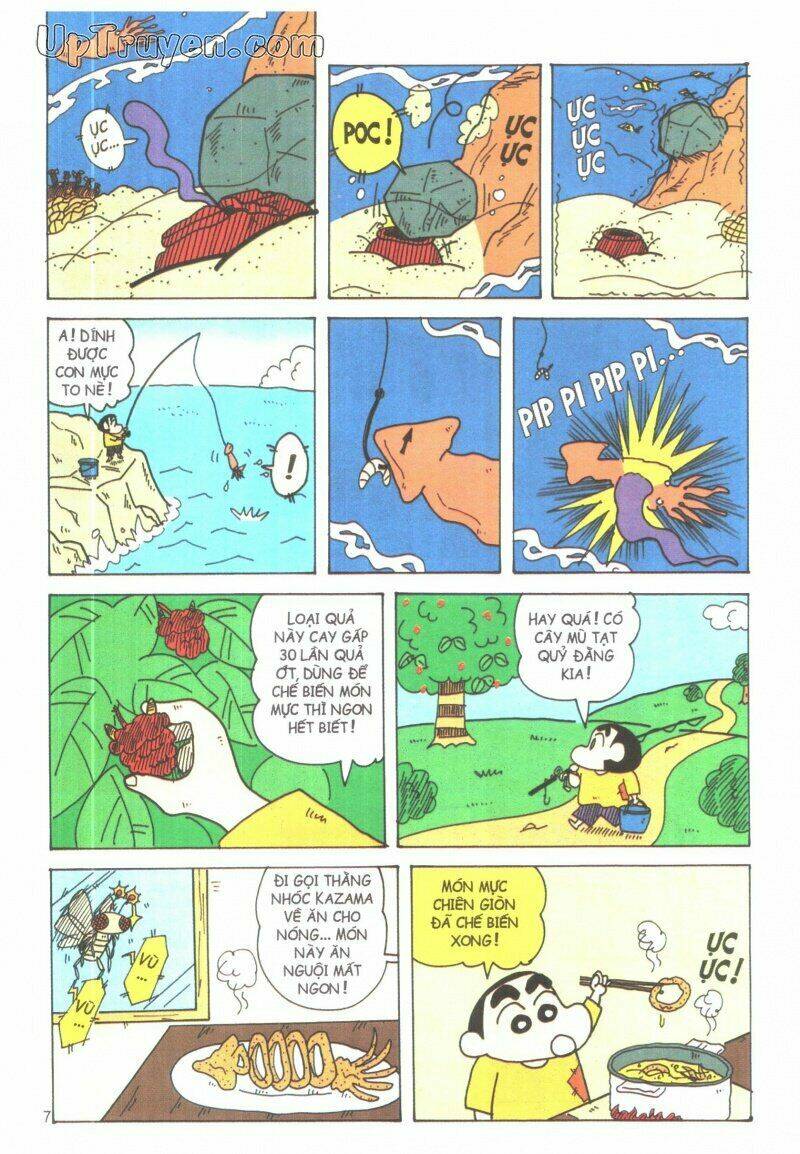 UpTruyen.com
ỤC
ỤC...
POC!
ỤC
ỤC
ỤC
ỤC
ỤC
A! DÍNH
ĐƯỢC
CON MỰC
TO NÈ!
!
PIP PI PIP PI...
LOẠI QUẢ
NÀY CAY GẤP
30 LẦN QUẢ
ỚT, DÙNG ĐỂ
CHẾ BIẾN MÓN
MỰC THÌ NGON
HẾT BIẾT!
HAY QUÁ! CÓ
CÂY MÙ TẠT
QUỶ ĐẰNG
KIA!
VÙ
...
VÙ
...
ĐI GỌI THẰNG
NHÓC KAZAMA
VỀ ĂN CHO
NÓNG... MÓN
NÀY ĂN
NGUỘI MẤT
NGON!
MÓN MỰC
CHIÊN GIÒN
ĐÃ CHẾ BIẾN
XONG!
ỤC
ỤC!
7